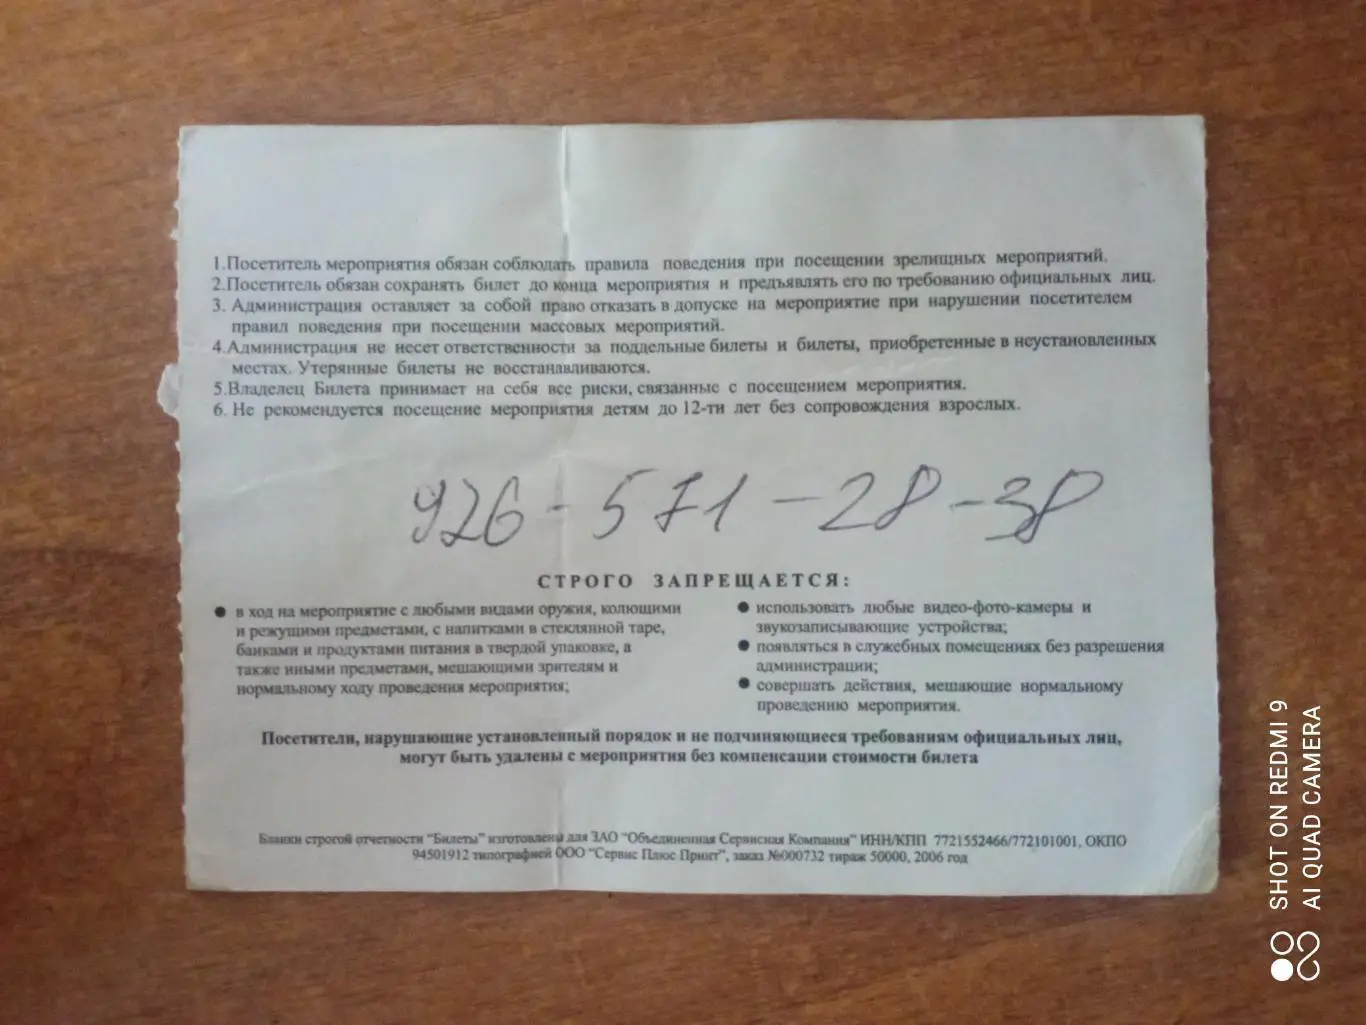 1.Посетитель мероприятия обязан соблюдать правила поведения при посещении зрелищных мероприятий.
2.Посетитель обязан сохранять билет до конца мероприятия и предъявлять его по требованию официальных лиц.
3. Администрация оставляет за собой право отказать в допуске на мероприятие при нарушении посетителем
правил поведения при посещении массовых мероприятий.
4.Администрация не несет ответственности за поддельные билеты и билеты, приобретенные в неустановленных
местах. Утерянные билеты не восстанавливаются.
5.Владелец Билета принимает на себя все риски, связанные с посещением мероприятия.
6. Не рекомендуется посещение мероприятия детям до 12-ти лет без сопровождения взрослых.
926-571-28-38
СТРОГО ЗАПРЕЩАЕТСЯ:
● в ход на мероприятие с любыми видами оружия, колющими
и режущими предметами, с напитками в стеклянной таре,
банками и продуктами питания в твердой упаковке, а
также иными предметами, мешающими зрителям и
нормальному ходу проведения мероприятия;
● использовать любые видео-фото-камеры и
звукозаписывающие устройства;
● появляться в служебных помещениях без разрешения
администрации;
● совершать действия, мешающие нормальному
проведению мероприятия.
Посетители, нарушающие установленный порядок и не подчиняющиеся требованиям официальных лиц,
могут быть удалены с мероприятия без компенсации стоимости билета
Бланки строгой отчетности "Билеты" изготовлены для ЗАО "Объединенная Сервисная Компания" ИНН/КПП 7721552466/772101001, ОКПО
94501912 типографией ООО "Сервис Плюс Принт", заказ №000732 тираж 50000, 2006 год
SHOT ON REDMI 9
AI QUAD CAMERA